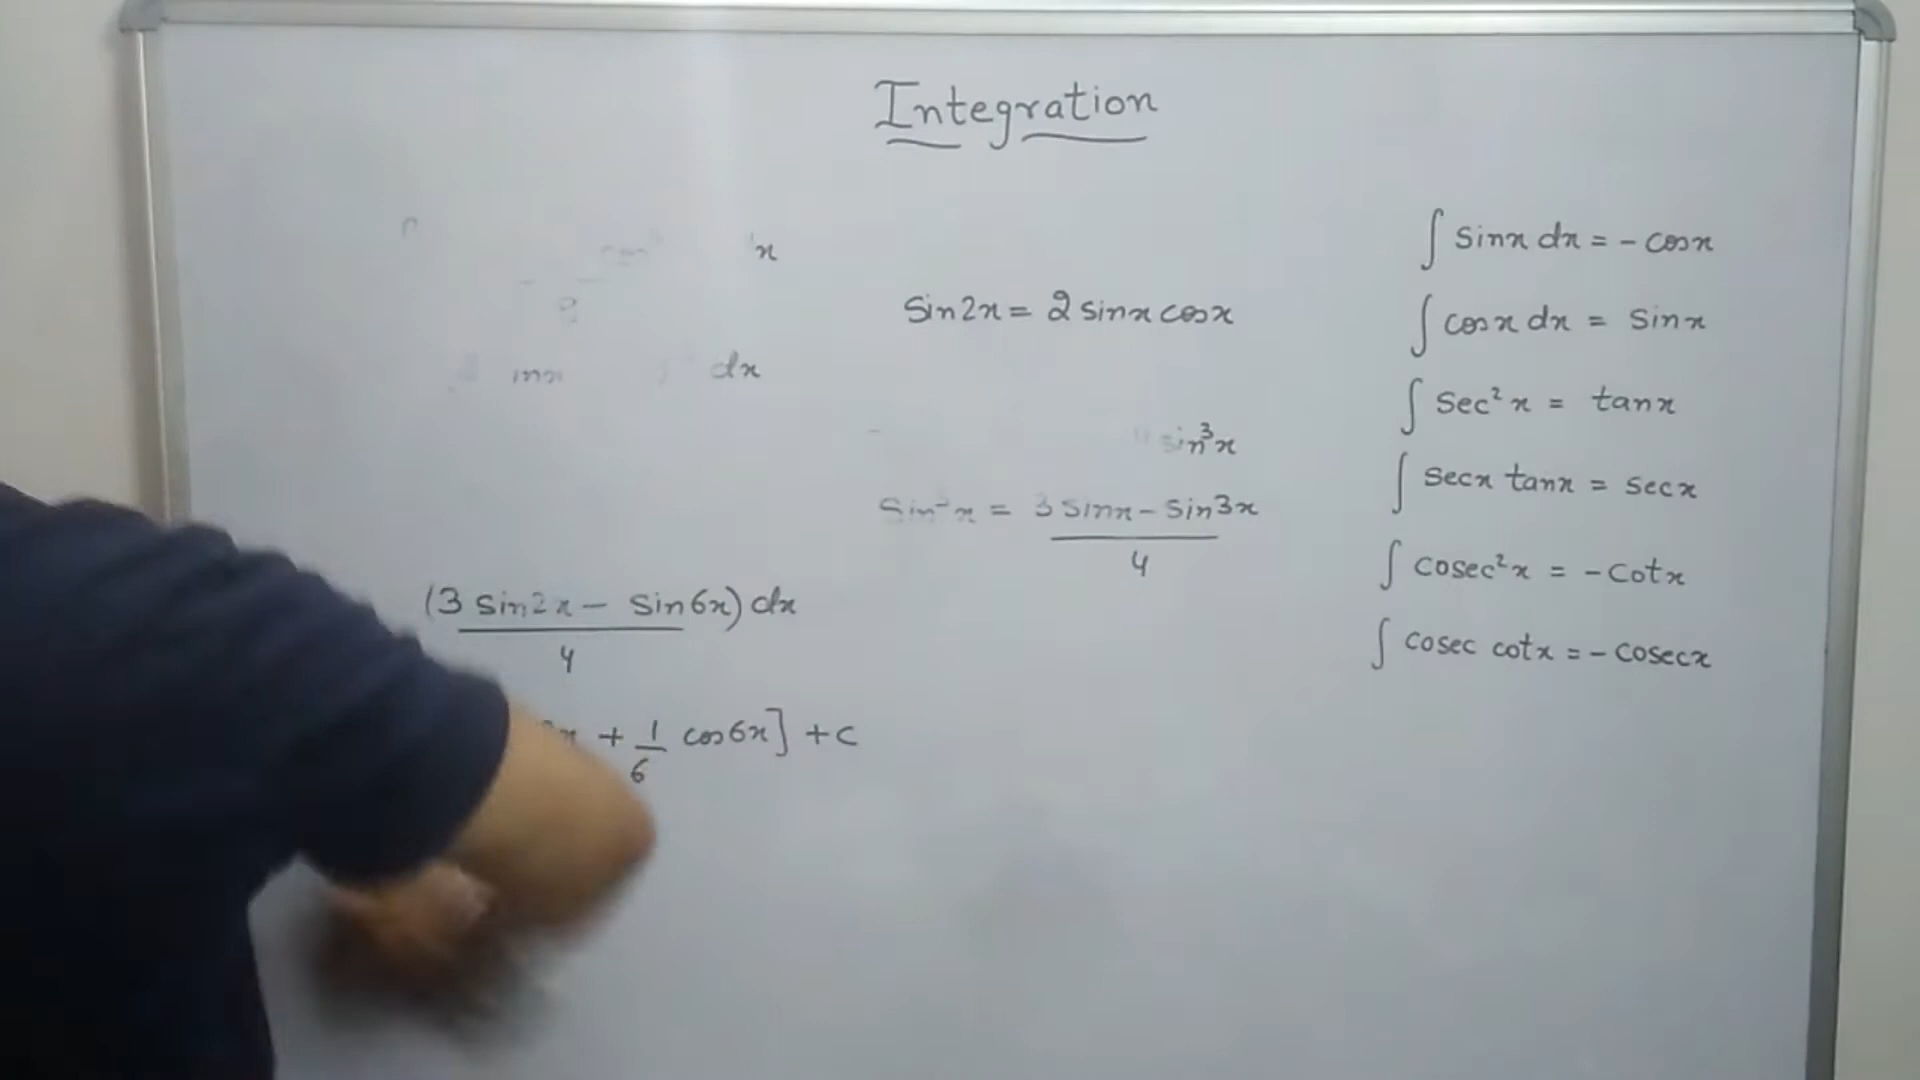 Integration
x
dx
Sin2x = 2 sinx cosx
sin³x
= 3 sinx - sin3x
4
(3 sin2x - sin6x) dx
4
+ 1/6 cos6x] + c
∫ sinx dx = - cosx
∫ cosx dx = sinx
∫ sec²x = tanx
∫ secx tanx = secx
∫ cosec²x = -cotx
∫ cosec cotx = - cosecx